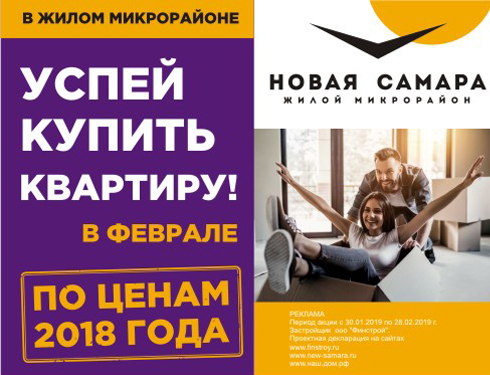 В ЖИЛОМ МИКРОРАЙОНЕ
УСПЕЙ
КУПИТЬ
КВАРТИРУ!
В ФЕВРАЛЕ
ПО ЦЕНАМ
2018 ГОДА
НОВАЯ САМАРА
ЖИЛОЙ МИКРОРАЙОН
РЕКЛАМА
Период акции с 30.01.2019 по 28.02.2019 г.
Застройщик ООО "Финстрой".
Проектная декларация на сайтах
www.finstroy.ru
www.new-samara.ru
www.наш.дом.рф